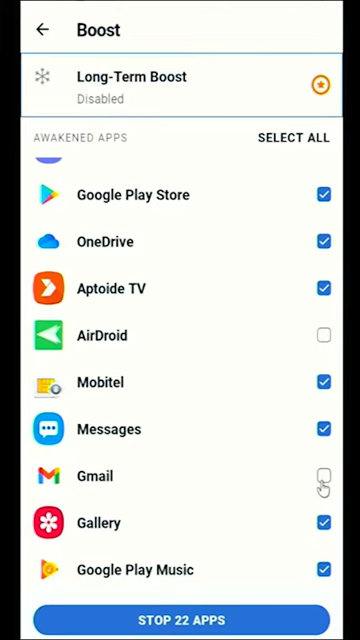 Boost
Long-Term Boost
Disabled
AWAKENED APPS
SELECT ALL
Google Play Store
OneDrive
Aptoide TV
AirDroid
Mobitel
Messages
Gmail
Gallery
Google Play Music
STOP 22 APPS